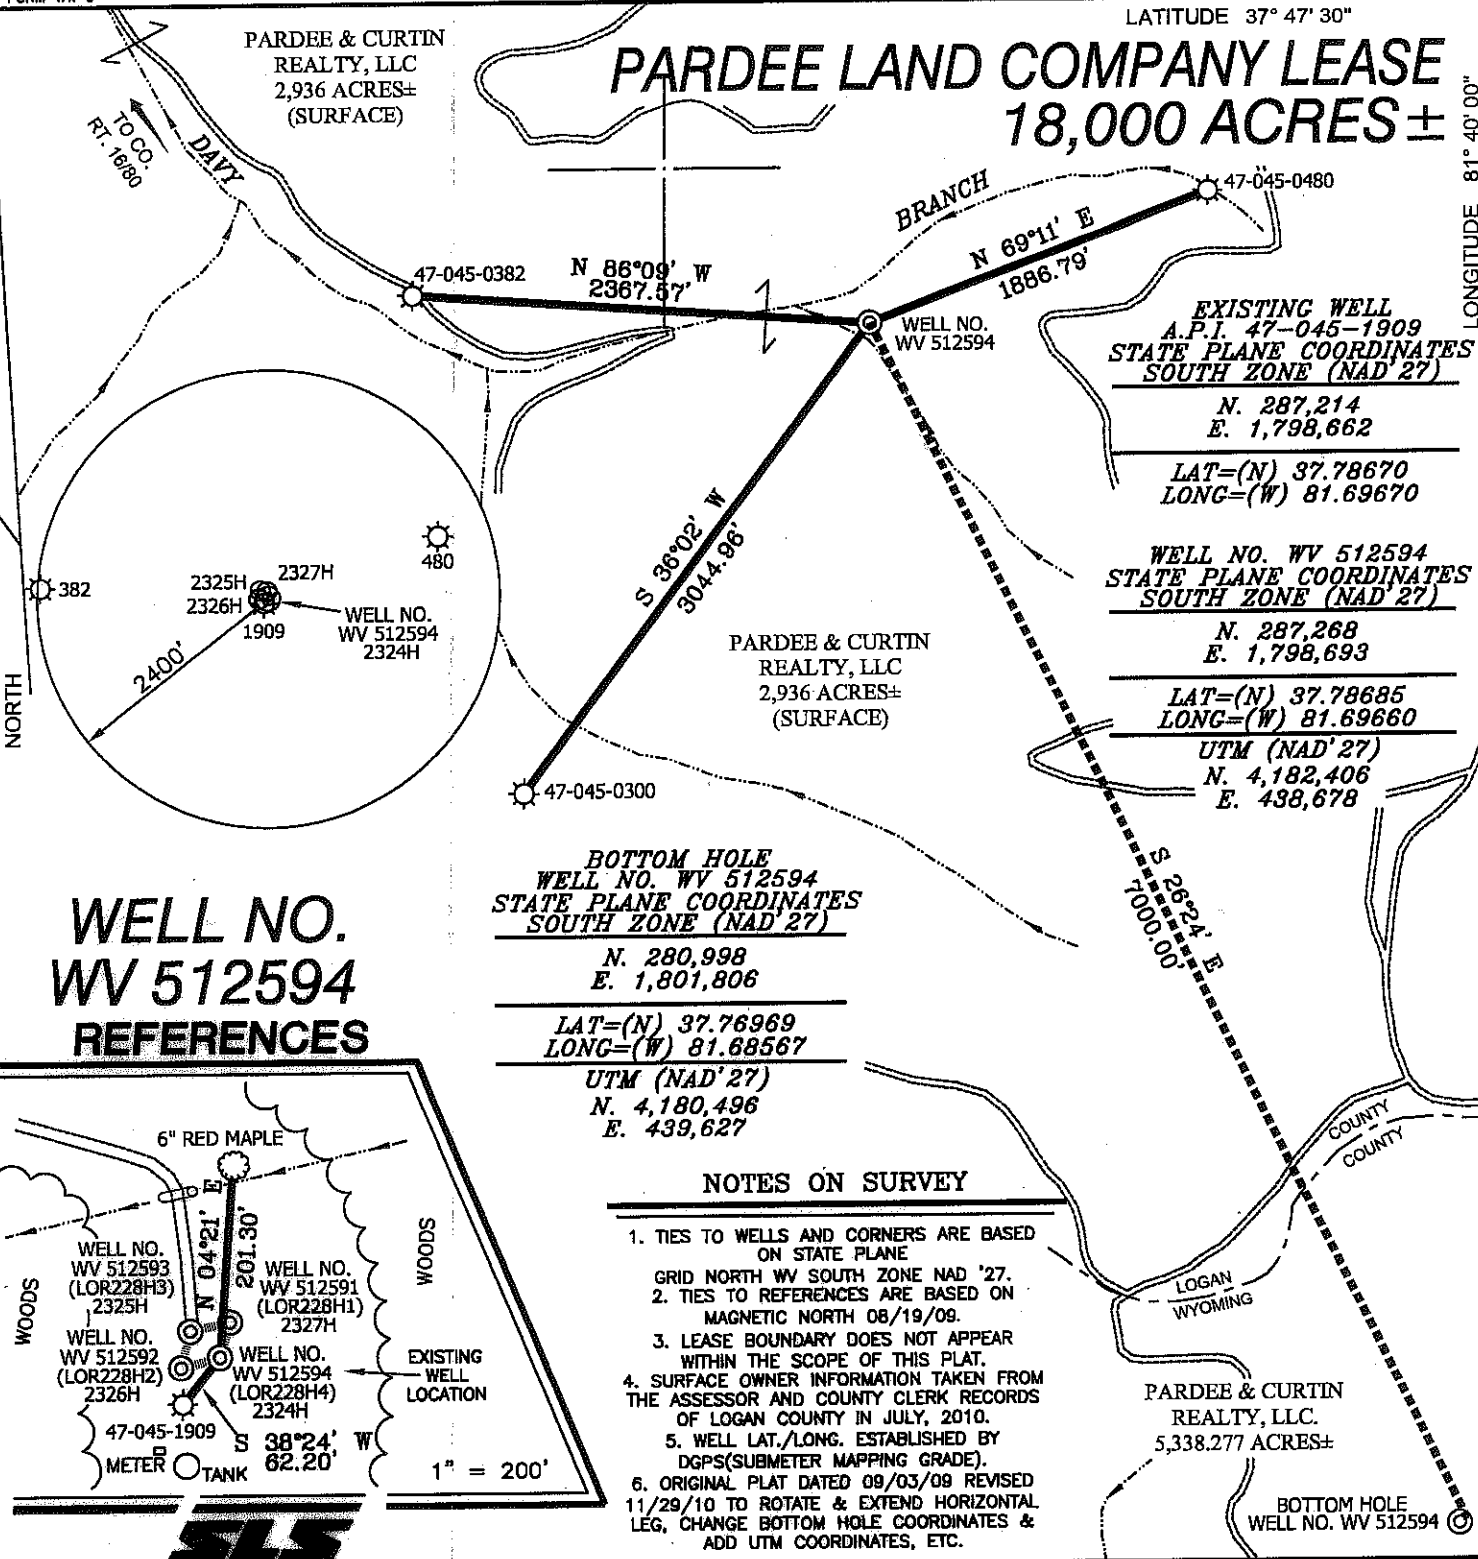 LATITUDE 37° 47' 30"
PARDEE & CURTIN
REALTY, LLC
2,936 ACRES±
(SURFACE)
PARDEE LAND COMPANY LEASE
18,000 ACRES ±
LONGITUDE 81° 40' 00"
TO CO.
RT. 16/80
DAVY
BRANCH
47-045-0480
N 69°11' E
1886.79'
47-045-0382
N 86°09' W
2367.57'
WELL NO.
WV 512594
EXISTING WELL
A.P.I. 47-045-1909
STATE PLANE COORDINATES
SOUTH ZONE (NAD'27)
N. 287,214
E. 1,798,662
LAT=(N) 37.78670
LONG=(W) 81.69670
WELL NO. WV 512594
STATE PLANE COORDINATES
SOUTH ZONE (NAD'27)
N. 287,268
E. 1,798,693
LAT=(N) 37.78685
LONG=(W) 81.69660
UTM (NAD'27)
N. 4,182,406
E. 438,678
S 36°02' W
3044.96'
480
382
2325H
2327H
2326H
1909
WELL NO.
WV 512594
2324H
2400'
NORTH
PARDEE & CURTIN
REALTY, LLC
2,936 ACRES±
(SURFACE)
47-045-0300
S 26°24' E
7000.00'
BOTTOM HOLE
WELL NO. WV 512594
STATE PLANE COORDINATES
SOUTH ZONE (NAD'27)
N. 280,998
E. 1,801,806
LAT=(N) 37.76969
LONG=(W) 81.68567
UTM (NAD'27)
N. 4,180,496
E. 439,627
WELL NO.
WV 512594
REFERENCES
6" RED MAPLE
N 04°21' E
201.30'
WOODS
WOODS
WELL NO.
WV 512593
(LOR228H3)
2325H
WELL NO.
WV 512591
(LOR228H1)
2327H
WELL NO.
WV 512592
(LOR228H2)
2326H
WELL NO.
WV 512594
(LOR228H4)
2324H
EXISTING
WELL
LOCATION
47-045-1909
S 38°24' W
62.20'
METER
TANK
1" = 200'
SLS
NOTES ON SURVEY
1. TIES TO WELLS AND CORNERS ARE BASED
ON STATE PLANE
GRID NORTH WV SOUTH ZONE NAD '27.
2. TIES TO REFERENCES ARE BASED ON
MAGNETIC NORTH 08/19/09.
3. LEASE BOUNDARY DOES NOT APPEAR
WITHIN THE SCOPE OF THIS PLAT.
4. SURFACE OWNER INFORMATION TAKEN FROM
THE ASSESSOR AND COUNTY CLERK RECORDS
OF LOGAN COUNTY IN JULY, 2010.
5. WELL LAT./LONG. ESTABLISHED BY
DGPS(SUBMETER MAPPING GRADE).
6. ORIGINAL PLAT DATED 09/03/09 REVISED
11/29/10 TO ROTATE & EXTEND HORIZONTAL
LEG, CHANGE BOTTOM HOLE COORDINATES &
ADD UTM COORDINATES, ETC.
COUNTY
COUNTY
LOGAN
WYOMING
PARDEE & CURTIN
REALTY, LLC.
5,338.277 ACRES±
BOTTOM HOLE
WELL NO. WV 512594